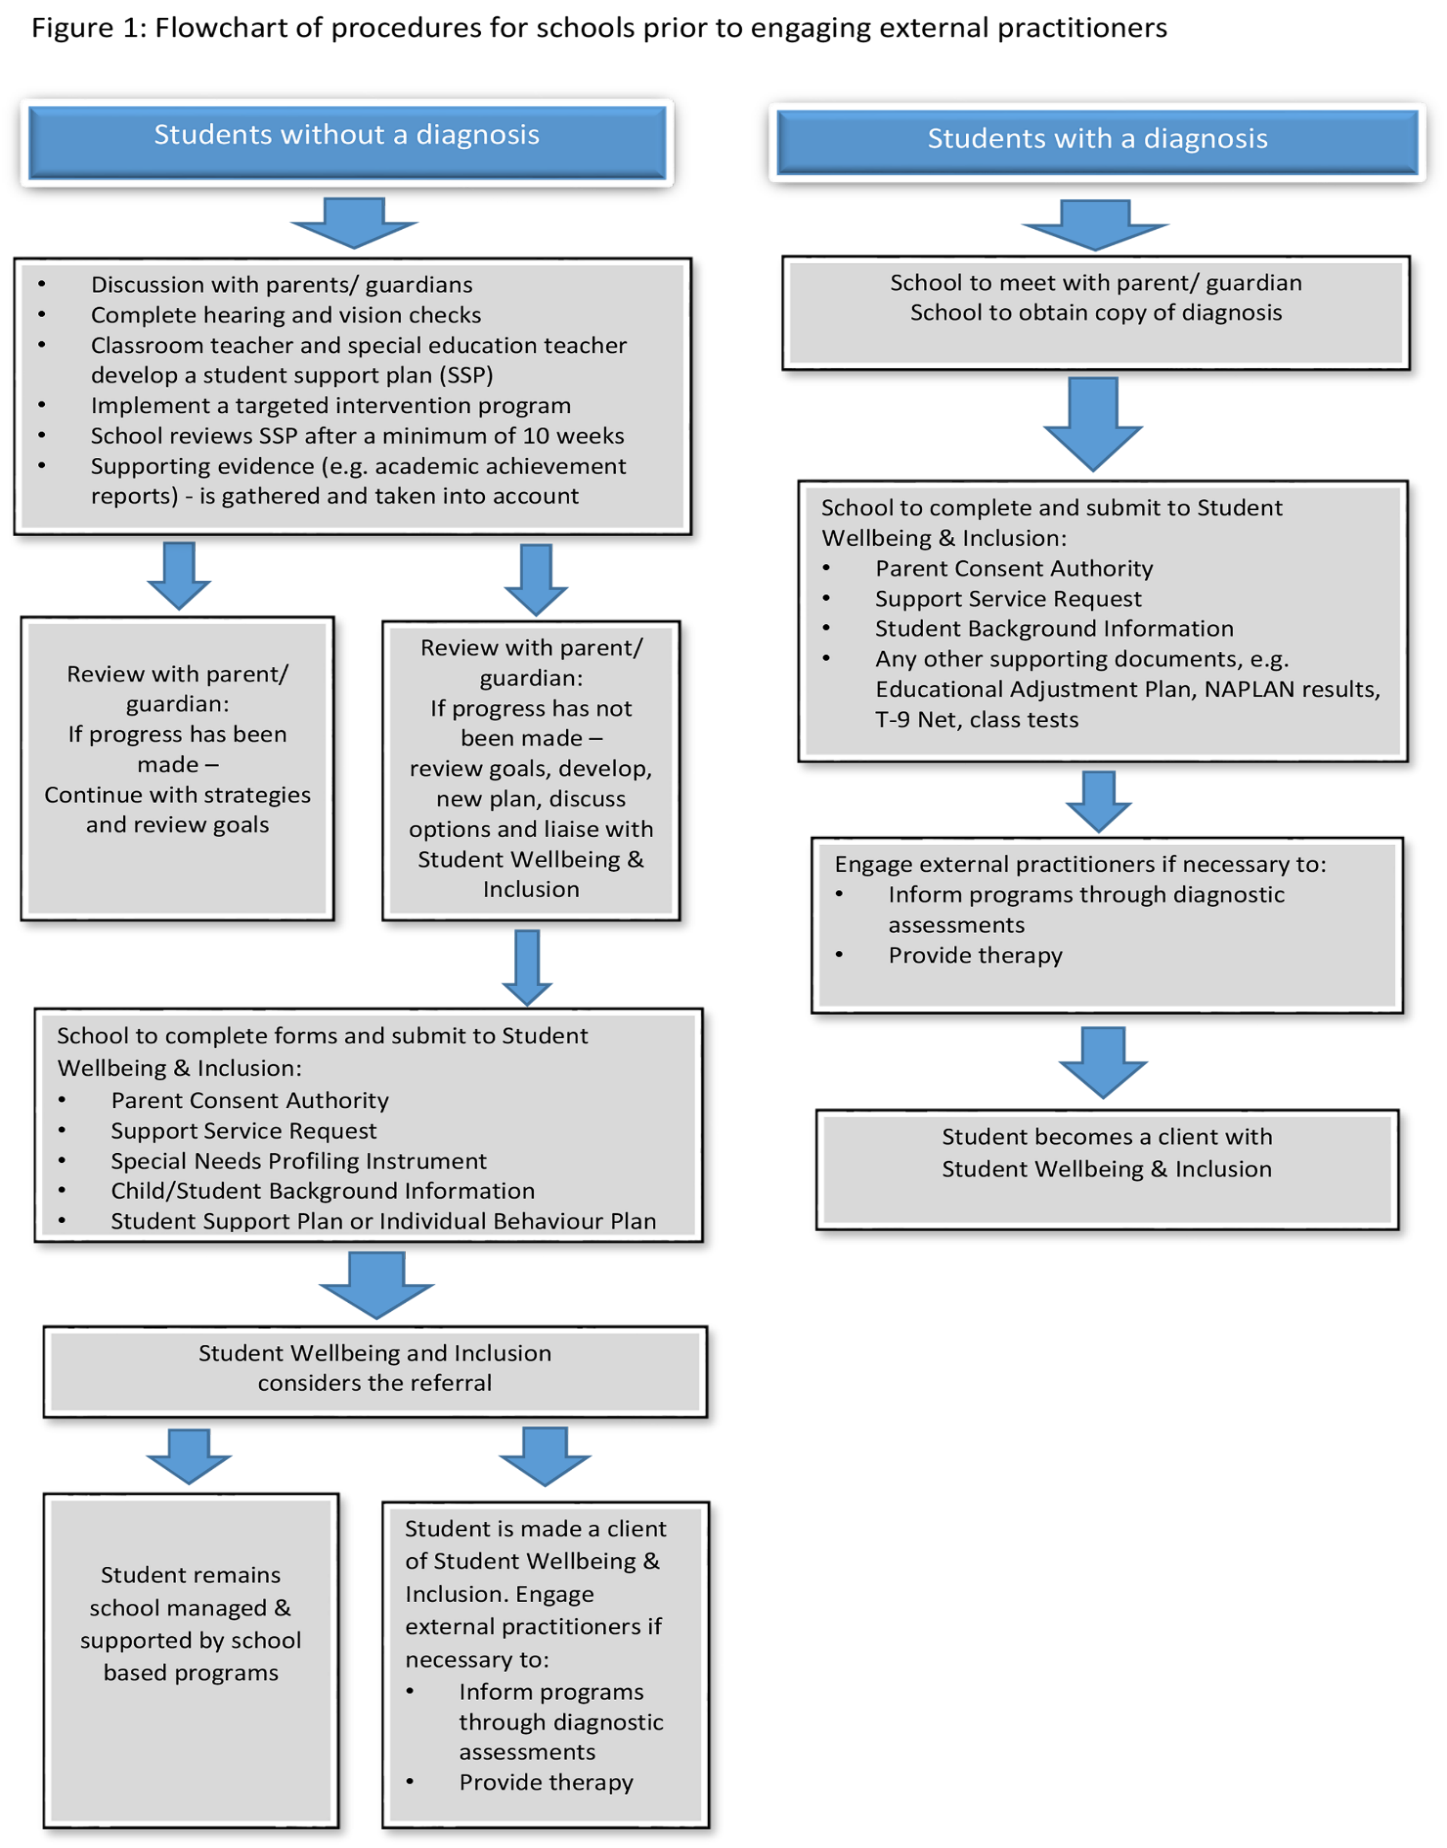 Figure 1: Flowchart of procedures for schools prior to engaging external practitioners
Students without a diagnosis
• Discussion with parents/ guardians
• Complete hearing and vision checks
• Classroom teacher and special education teacher
develop a student support plan (SSP)
• Implement a targeted intervention program
• School reviews SSP after a minimum of 10 weeks
• Supporting evidence (e.g. academic achievement
reports) - is gathered and taken into account
Review with parent/
guardian:
If progress has been
made –
Continue with strategies
and review goals
Review with parent/
guardian:
If progress has not
been made –
review goals, develop,
new plan, discuss
options and liaise with
Student Wellbeing &
Inclusion
School to complete forms and submit to Student
Wellbeing & Inclusion:
• Parent Consent Authority
• Support Service Request
• Special Needs Profiling Instrument
• Child/Student Background Information
• Student Support Plan or Individual Behaviour Plan
Student Wellbeing and Inclusion
considers the referral
Student remains
school managed &
supported by school
based programs
Student is made a client
of Student Wellbeing &
Inclusion. Engage
external practitioners if
necessary to:
• Inform programs
through diagnostic
assessments
• Provide therapy
Students with a diagnosis
School to meet with parent/ guardian
School to obtain copy of diagnosis
School to complete and submit to Student
Wellbeing & Inclusion:
• Parent Consent Authority
• Support Service Request
• Student Background Information
• Any other supporting documents, e.g.
Educational Adjustment Plan, NAPLAN results,
T-9 Net, class tests
Engage external practitioners if necessary to:
• Inform programs through diagnostic
assessments
• Provide therapy
Student becomes a client with
Student Wellbeing & Inclusion